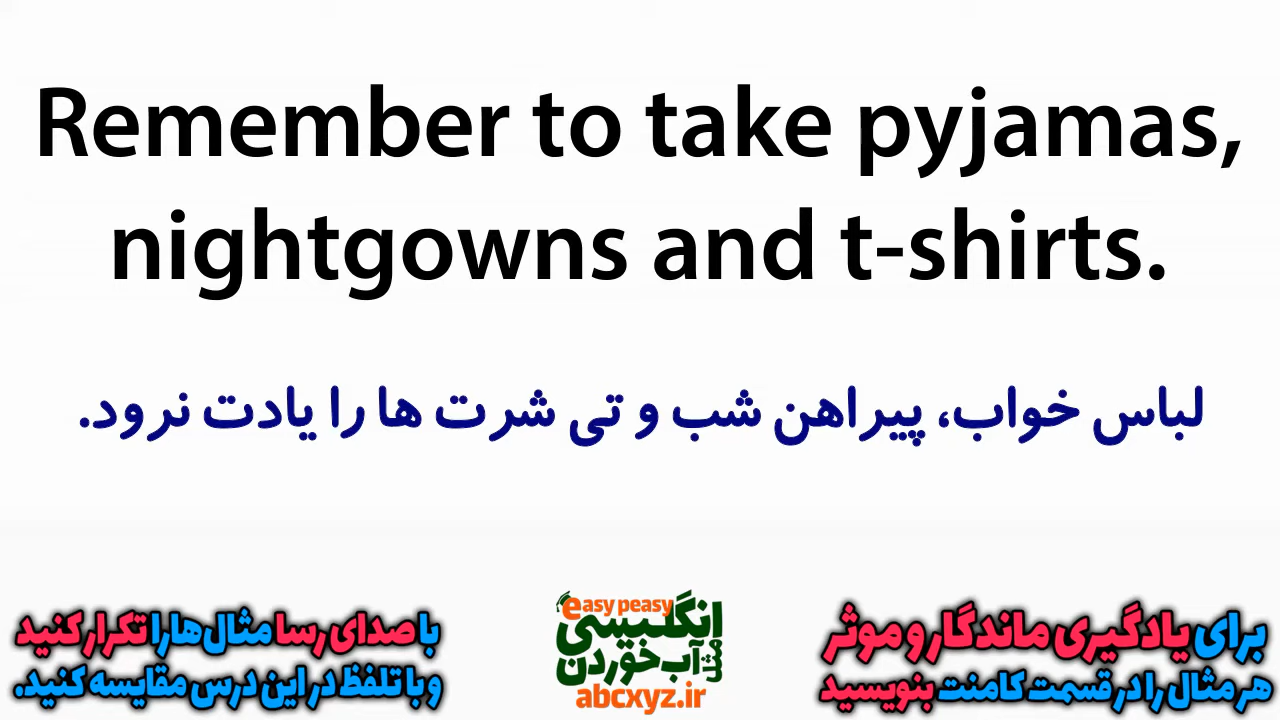 Remember to take pyjamas,
nightgowns and t-shirts.
لباس خواب، پیراهن شب و تی شرت ها را یادت نرود.
برای یادگیری ماندگار و موثر
هر مثال را در قسمت کامنت بنویسید
easy peasy
انگلیسی
مثل آب خوردن
abcxyz.ir
با صدای رسا مثال‌ها را تکرار کنید
و با تلفظ در این درس مقایسه کنید.